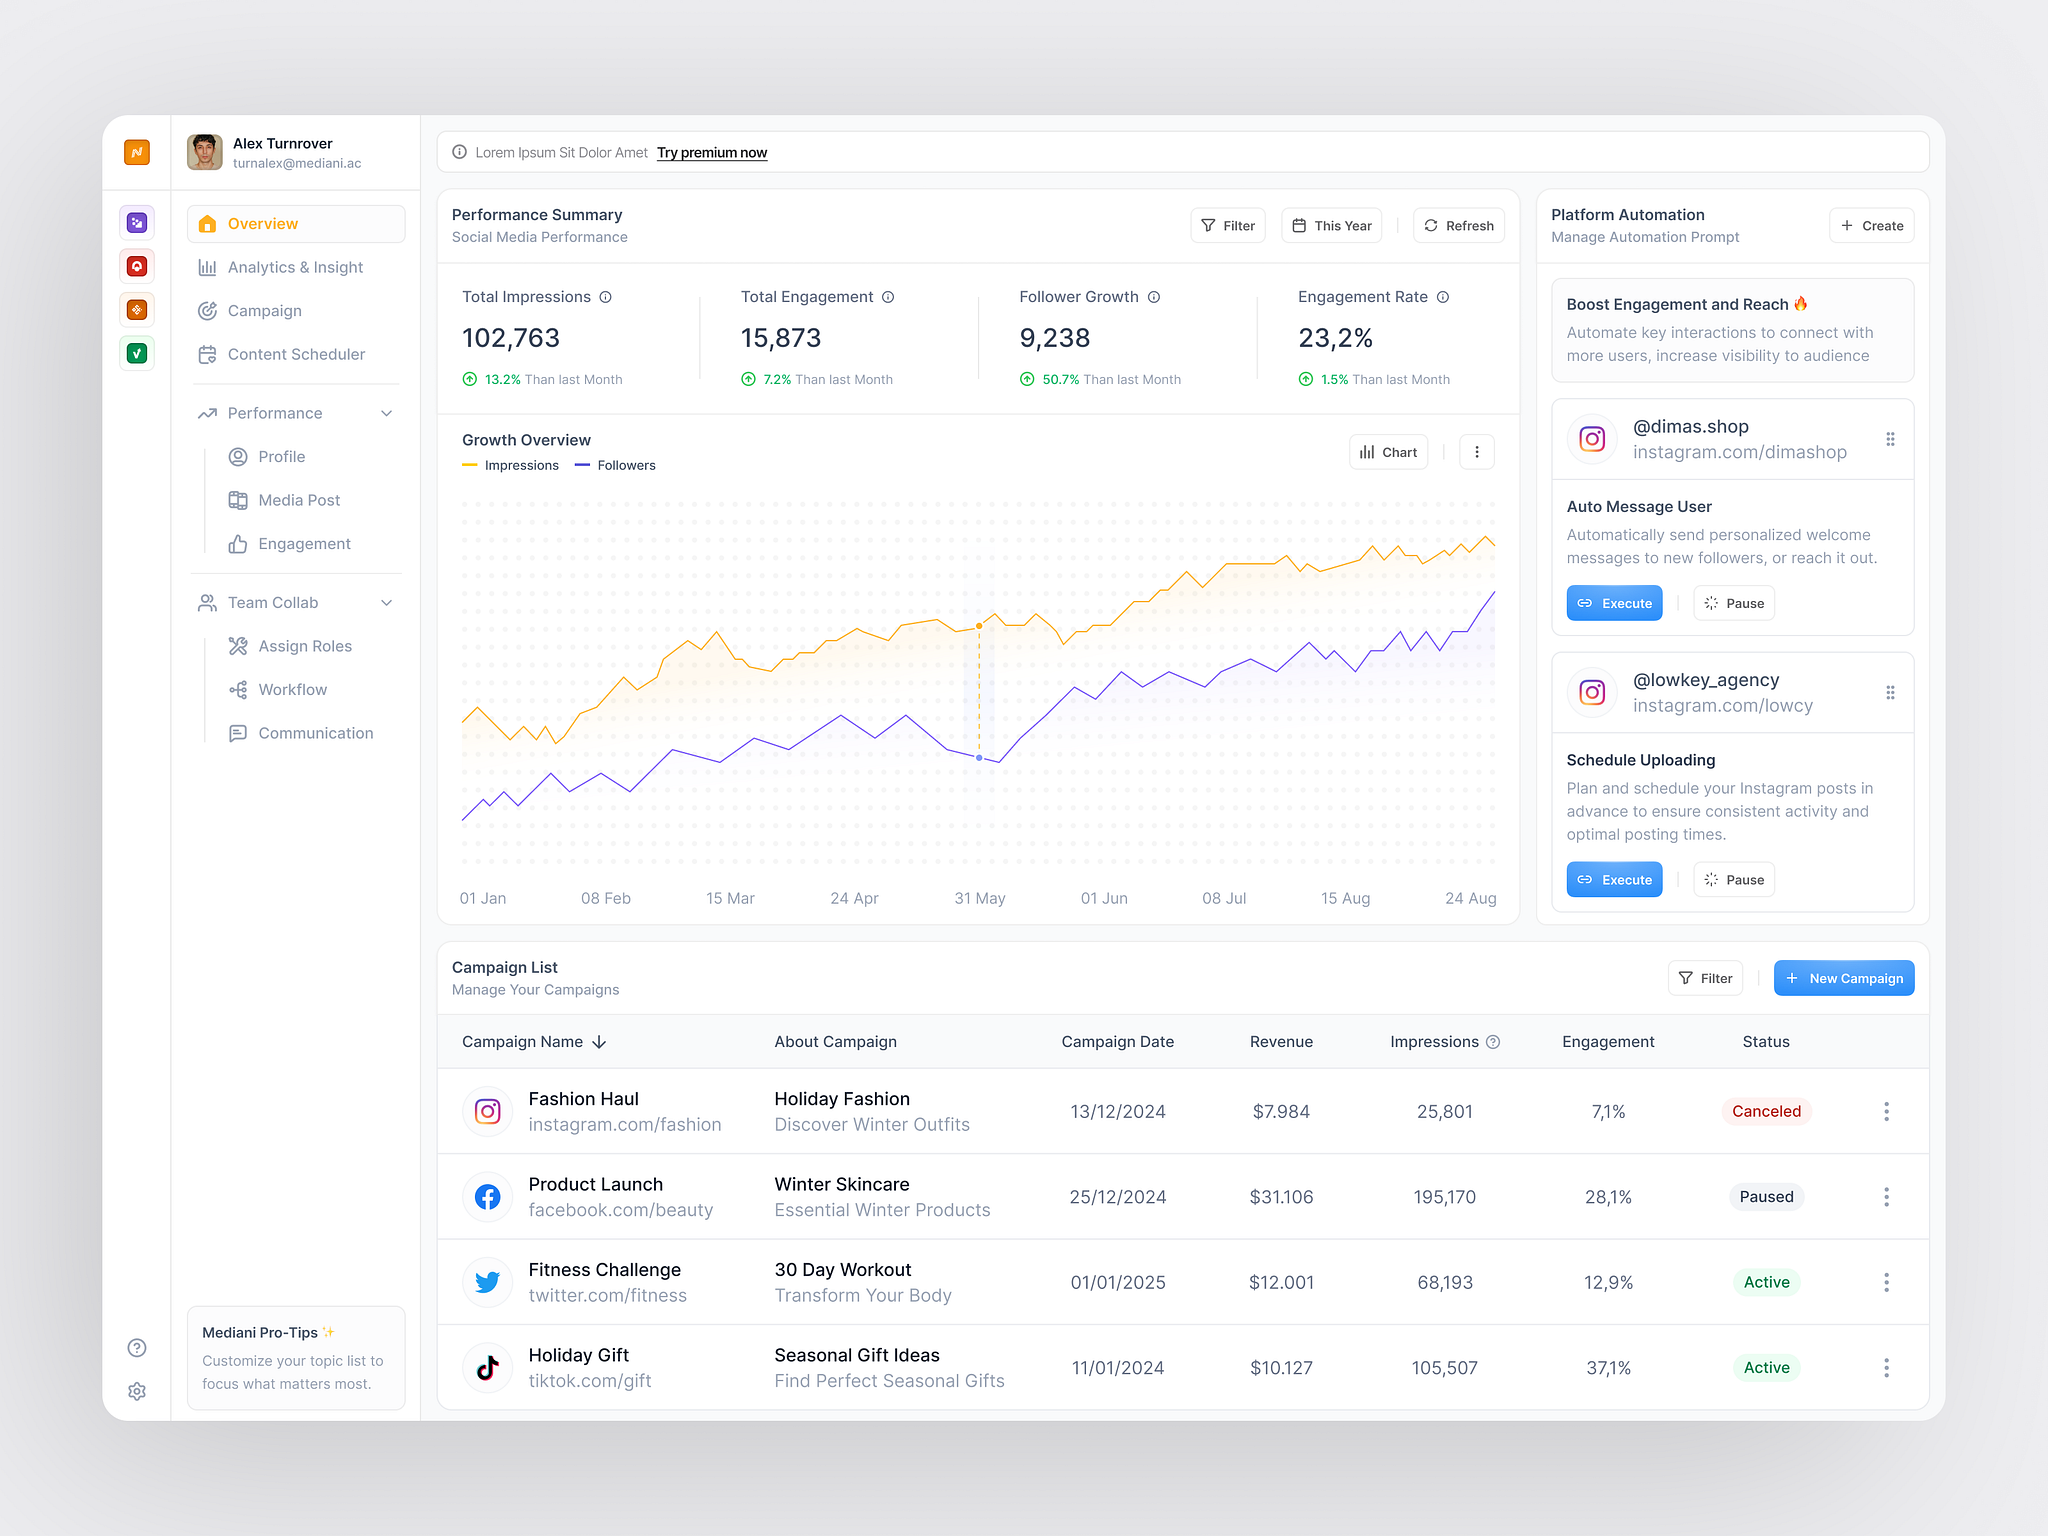 Alex Turnrover
turnalex@mediani.ac
Overview
Analytics & Insight
Campaign
Content Scheduler
Performance
Profile
Media Post
Engagement
Team Collab
Assign Roles
Workflow
Communication
Mediani Pro-Tips
Customize your topic list to
focus what matters most.
Lorem Ipsum Sit Dolor Amet Try premium now
Performance Summary
Social Media Performance
Filter
This Year
Refresh
Total Impressions
102,763
13.2% Than last Month
Total Engagement
15,873
7.2% Than last Month
Follower Growth
9,238
50.7% Than last Month
Engagement Rate
23,2%
1.5% Than last Month
Growth Overview
Impressions Followers
Chart
01 Jan 08 Feb 15 Mar 24 Apr 31 May 01 Jun 08 Jul 15 Aug 24 Aug
Platform Automation
Manage Automation Prompt
Create
Boost Engagement and Reach
Automate key interactions to connect with
more users, increase visibility to audience
@dimas.shop
instagram.com/dimashop
Auto Message User
Automatically send personalized welcome
messages to new followers, or reach it out.
Execute Pause
@lowkey_agency
instagram.com/lowcy
Schedule Uploading
Plan and schedule your Instagram posts in
advance to ensure consistent activity and
optimal posting times.
Execute Pause
Campaign List
Manage Your Campaigns
Filter
New Campaign
Campaign Name About Campaign Campaign Date Revenue Impressions Engagement Status
Fashion Haul Holiday Fashion
13/12/2024 $7.984 25,801 7,1% Canceled
instagram.com/fashion Discover Winter Outfits
Product Launch Winter Skincare
25/12/2024 $31.106 195,170 28,1% Paused
facebook.com/beauty Essential Winter Products
Fitness Challenge 30 Day Workout
01/01/2025 $12.001 68,193 12,9% Active
twitter.com/fitness Transform Your Body
Holiday Gift Seasonal Gift Ideas
11/01/2024 $10.127 105,507 37,1% Active
tiktok.com/gift Find Perfect Seasonal Gifts